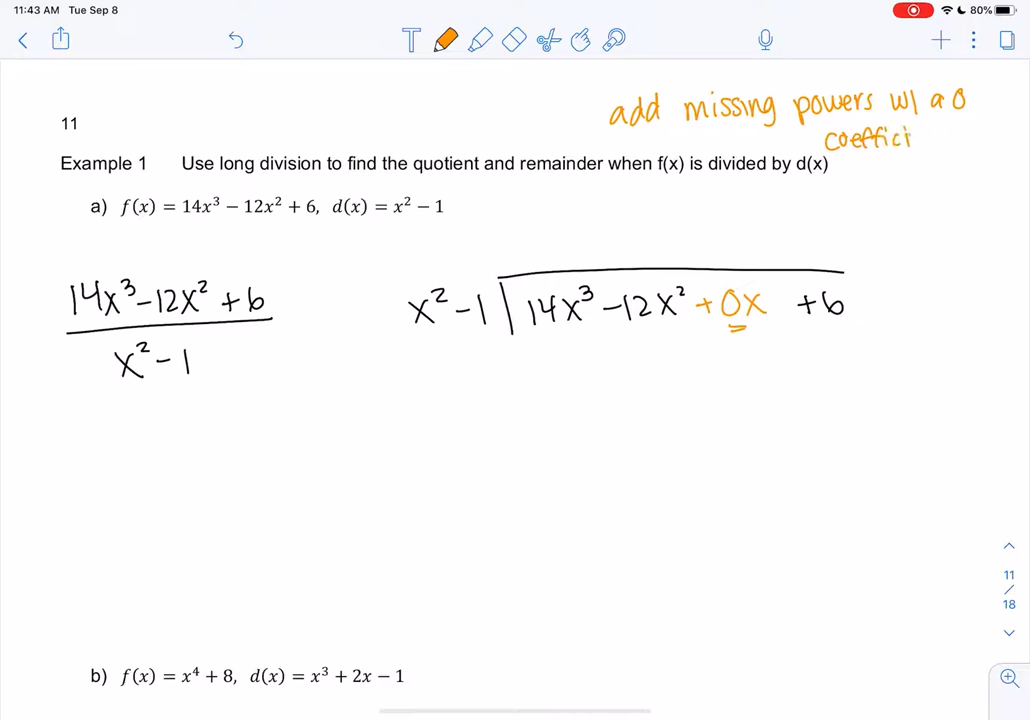 11:43 AM Tue Sep 8
80%
T
add missing powers w/ a 0
coeffici
11
Example 1 Use long division to find the quotient and remainder when f(x) is divided by d(x)
a) f(x) = 14x³ − 12x² + 6, d(x) = x² − 1
14x³ - 12x² + 6
x² - 1
x² - 1 | 14x³ - 12x² + 0x + 6
11
/
18
b) f(x) = x⁴ + 8, d(x) = x³ + 2x − 1